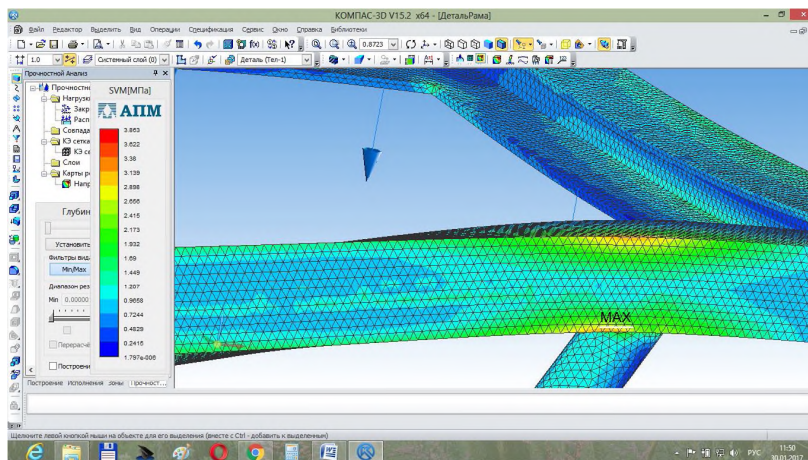 КОМПАС-3D V15.2 x64 - [ДетальРама]
Файл Редактор Выделить Вид Операции Спецификация Сервис Окно Справка Библиотеки
0.8723
1.0 Системный слой (0) Деталь (Тел-1)
Прочностной Анализ
Прочностно
Нагрузки
Закр
Расп
Совпада
КЭ сетка
КЭ се
Слои
Карты ре
Напр
SVM[МПа]
АПМ
3.863
3.622
3.38
3.139
2.898
2.656
2.415
2.173
1.932
1.69
1.449
1.207
0.9658
0.7244
0.4829
0.2415
1.797e-006
Глубин
Установить
Фильтры вида
Min/Max
Диапазон рез
Min 0.00000
Перерасчё
Построени
MAX
Построение Исполнения Зоны Прочност...
Щелкните левой кнопкой мыши на объекте для его выделения (вместе с Ctrl - добавить к выделенным)
РУС
11:50
30.01.2017